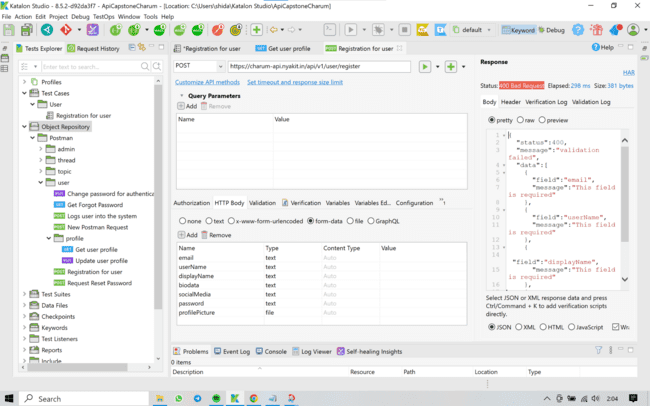 Katalon Studio - 8.5.2-d92da3f7 - ApiCapstoneCharum - [Location: C:\Users\shida\Katalon Studio\ApiCapstoneCharum]
File Action Edit Project Debug TestOps Window Tools Help
default
Keyword
Debug
Tests Explorer
Request History
*Registration for user
Get user profile
Registration for user
Help
Enter text to search...
POST
https://charum-api.nyakit.in/api/v1/user/register
Response
HAR
Customize API methods
Set timeout and response size limit
Status: 400 Bad Request Elapsed: 298 ms Size: 381 bytes
Profiles
Test Cases
User
Registration for user
Object Repository
Postman
admin
thread
topic
user
Change password for authentica
Get Forgot Password
Logs user into the system
New Postman Request
profile
Get user profile
Update user profile
Registration for user
Request Reset Password
Test Suites
Data Files
Checkpoints
Keywords
Test Listeners
Reports
Include
Query Parameters
Add Remove
Name Value
Authorization HTTP Body Validation Verification Variables Variables Ed... Configuration
none text x-www-form-urlencoded form-data file GraphQL
Add Remove
Name Type Content Type Value
email text Auto
userName text Auto
displayName text Auto
biodata text Auto
socialMedia text Auto
password text Auto
profilePicture file Auto
Body Header Verification Log Validation Log
pretty raw preview
1 {
2 "status":400,
3 "message":"validation
failed",
4 "data":[
5 {
6 "field":"email",
7 "message":"This field
is required"
8 },
9 {
10 "field":"userName",
11 "message":"This field
is required"
12 },
13 {
14
"field":"displayName",
15 "message":"This field
is required"
16 },
Select JSON or XML response data and press
Ctrl/Command + K to add verification scripts
directly.
JSON XML HTML JavaScript Wr
Problems Event Log Console Log Viewer Self-healing Insights
0 items
Description Resource Path Location Type
Search
2:04